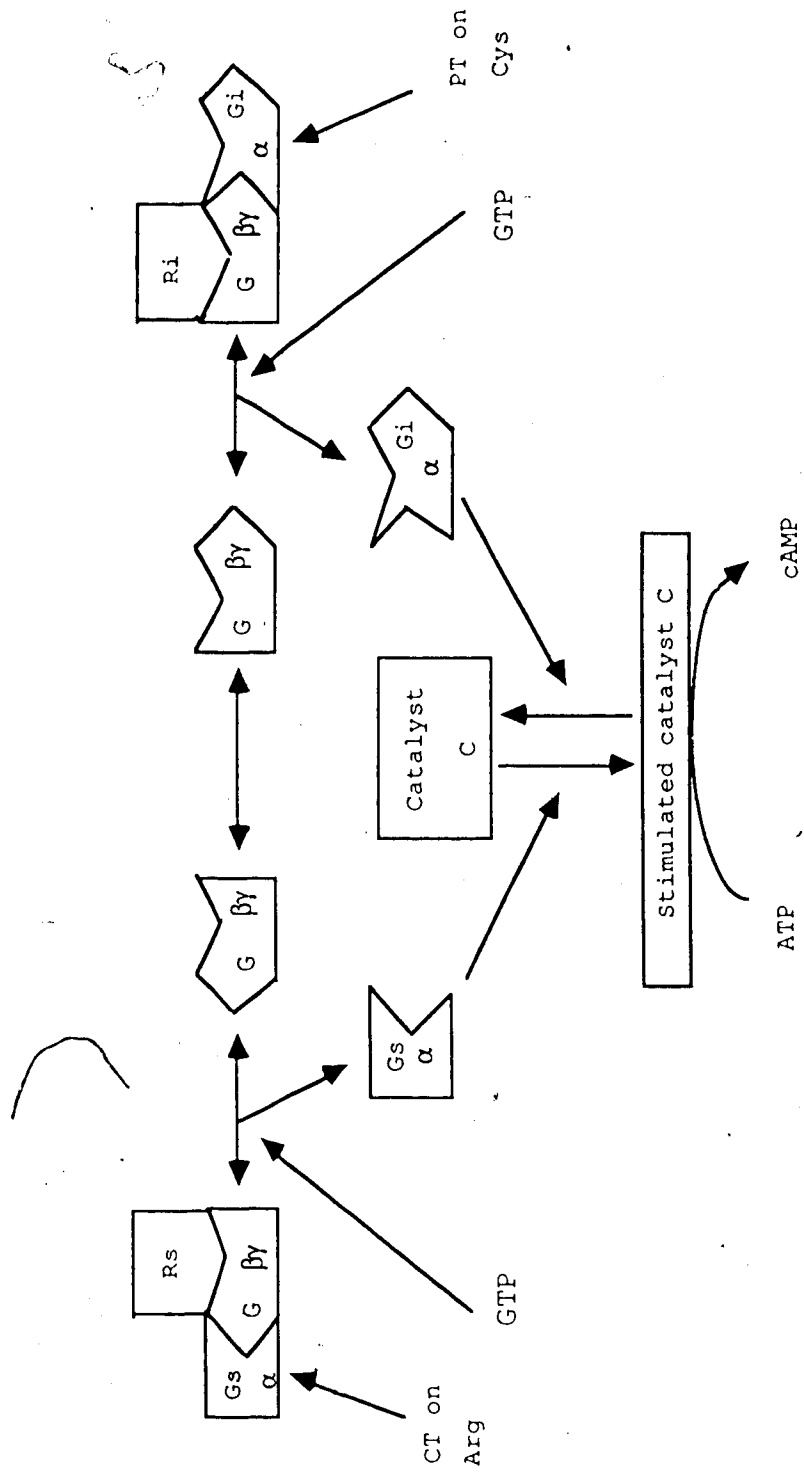 Rs
Ri
Gs
α
G βγ
G βγ
G βγ
G βγ
Gi
α
CT on
Arg
GTP
Gs
α
Gi
α
GTP
PT on
Cys
Catalyst
C
Stimulated catalyst C
ATP
cAMP